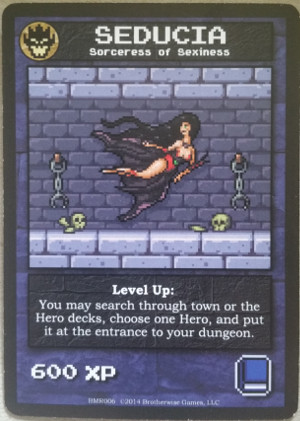 SEDUCIA
Sorceress of Sexiness
Level Up:
You may search through town or the
Hero decks, choose one Hero, and put
it at the entrance to your dungeon.
600 XP
BMB006 ©2014 Brotherwise Games, LLC